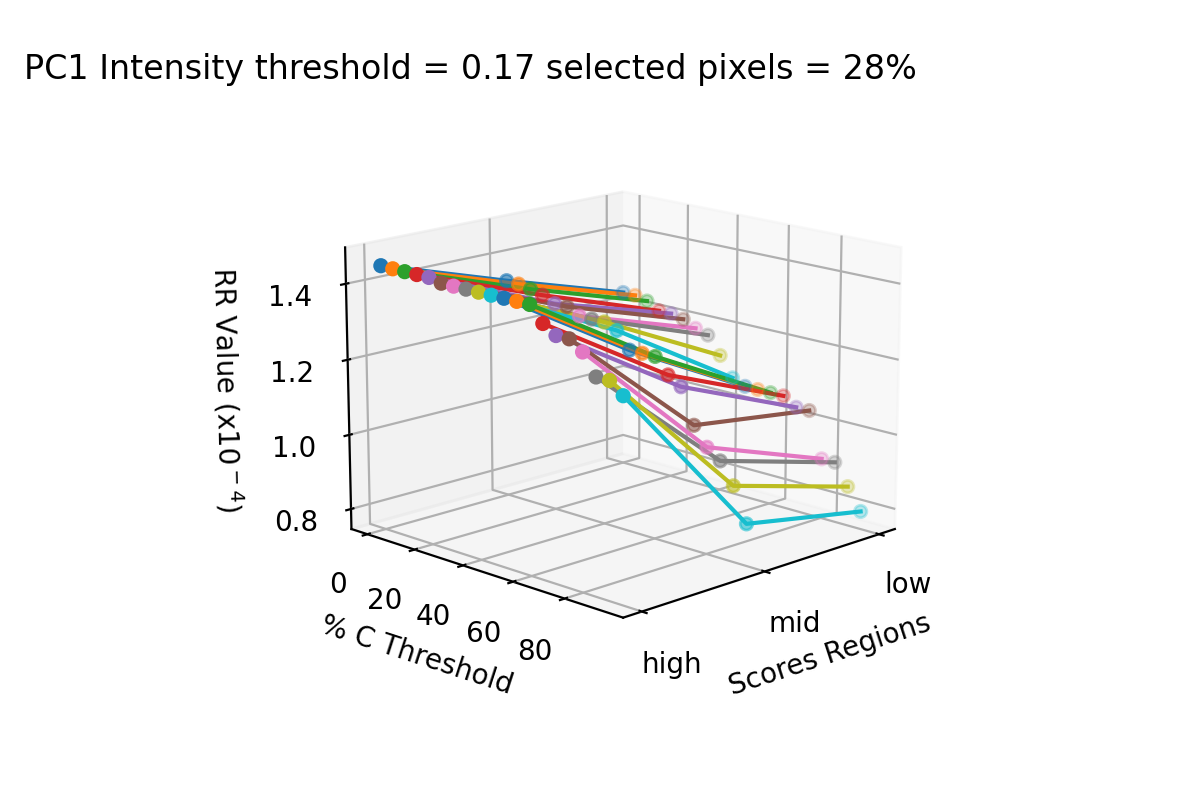 PC1 Intensity threshold = 0.17 selected pixels = 28%
RR Value (x10⁻⁴)
1.4
1.2
1.0
0.8
0
20
40
60
80
% C Threshold
high
mid
low
Scores Regions